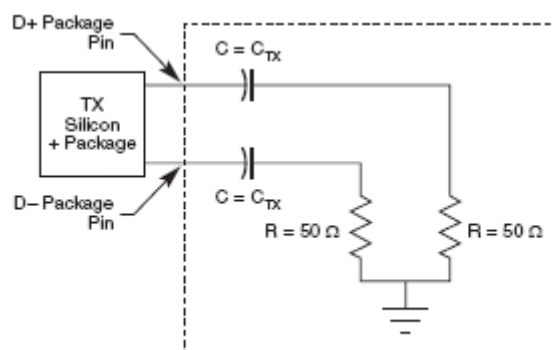 D+ Package
Pin
C = CTX
TX
Silicon
+ Package
D– Package
Pin
C = CTX
R = 50 Ω
R = 50 Ω